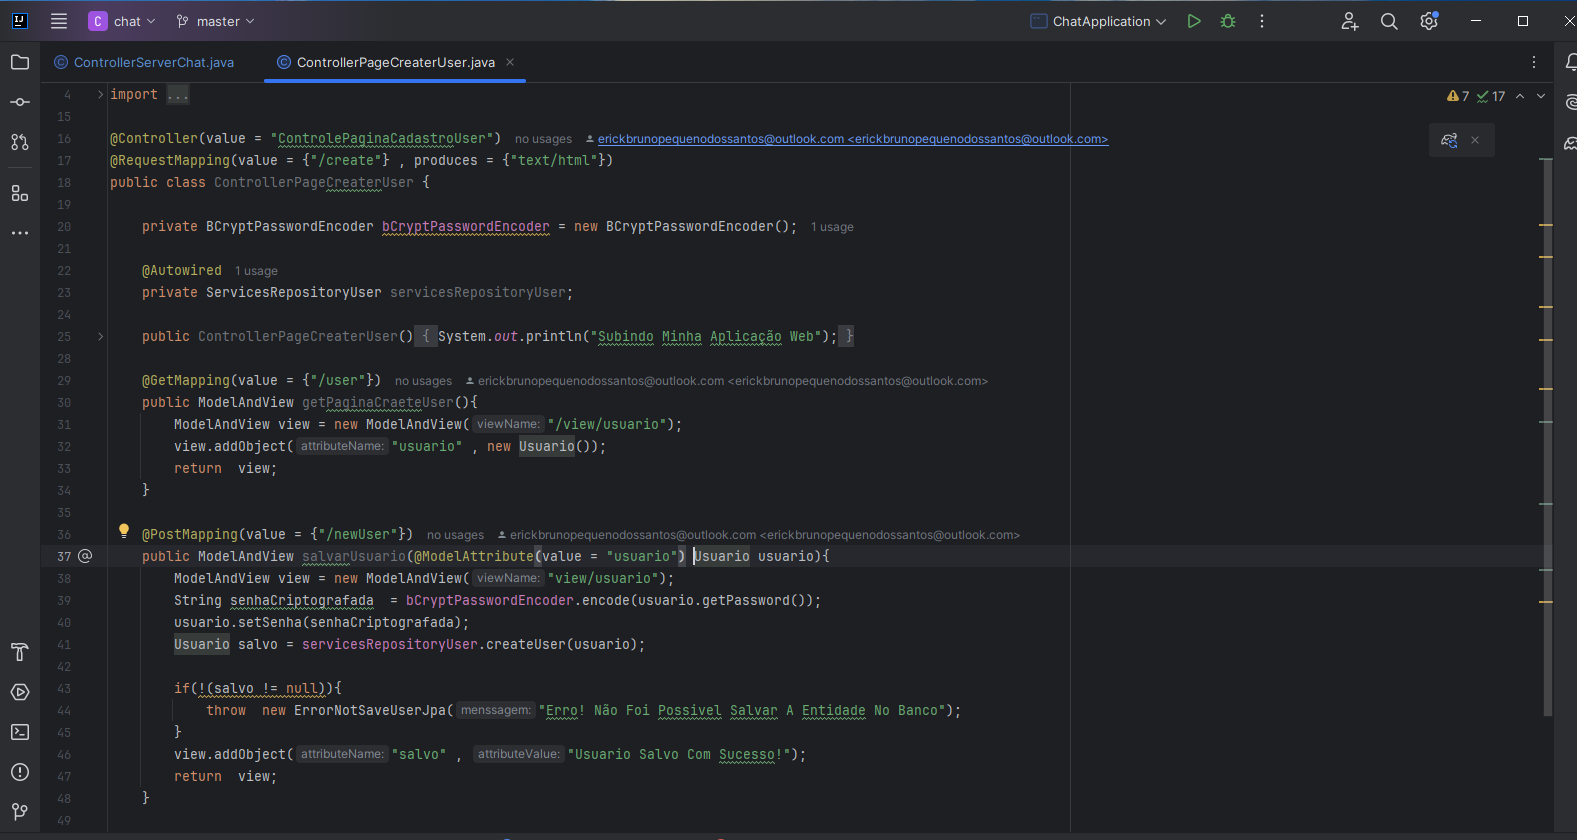 C chat master ChatApplication
ControllerServerChat.java ControllerPageCreaterUser.java
4 import ... 7 17
15
16 @Controller(value = "ControlePaginaCadastroUser") no usages erickbrunopequenodossantos@outlook.com <erickbrunopequenodossantos@outlook.com>
17 @RequestMapping(value = {"/create"} , produces = {"text/html"})
18 public class ControllerPageCreaterUser {
19
20 private BCryptPasswordEncoder bCryptPasswordEncoder = new BCryptPasswordEncoder(); 1 usage
21
22 @Autowired 1 usage
23 private ServicesRepositoryUser servicesRepositoryUser;
24
25 public ControllerPageCreaterUser() { System.out.println("Subindo Minha Aplicação Web"); }
28
29 @GetMapping(value = {"/user"}) no usages erickbrunopequenodossantos@outlook.com <erickbrunopequenodossantos@outlook.com>
30 public ModelAndView getPaginaCraeteUser(){
31 ModelAndView view = new ModelAndView( viewName: "/view/usuario");
32 view.addObject( attributeName: "usuario" , new Usuario());
33 return view;
34 }
35
36 @PostMapping(value = {"/newUser"}) no usages erickbrunopequenodossantos@outlook.com <erickbrunopequenodossantos@outlook.com>
37 public ModelAndView salvarUsuario(@ModelAttribute(value = "usuario") Usuario usuario){
38 ModelAndView view = new ModelAndView( viewName: "view/usuario");
39 String senhaCriptografada = bCryptPasswordEncoder.encode(usuario.getPassword());
40 usuario.setSenha(senhaCriptografada);
41 Usuario salvo = servicesRepositoryUser.createUser(usuario);
42
43 if(!(salvo != null)){
44 throw new ErrorNotSaveUserJpa( menssagem: "Erro! Não Foi Possivel Salvar A Entidade No Banco");
45 }
46 view.addObject( attributeName: "salvo" , attributeValue: "Usuario Salvo Com Sucesso!");
47 return view;
48 }
49